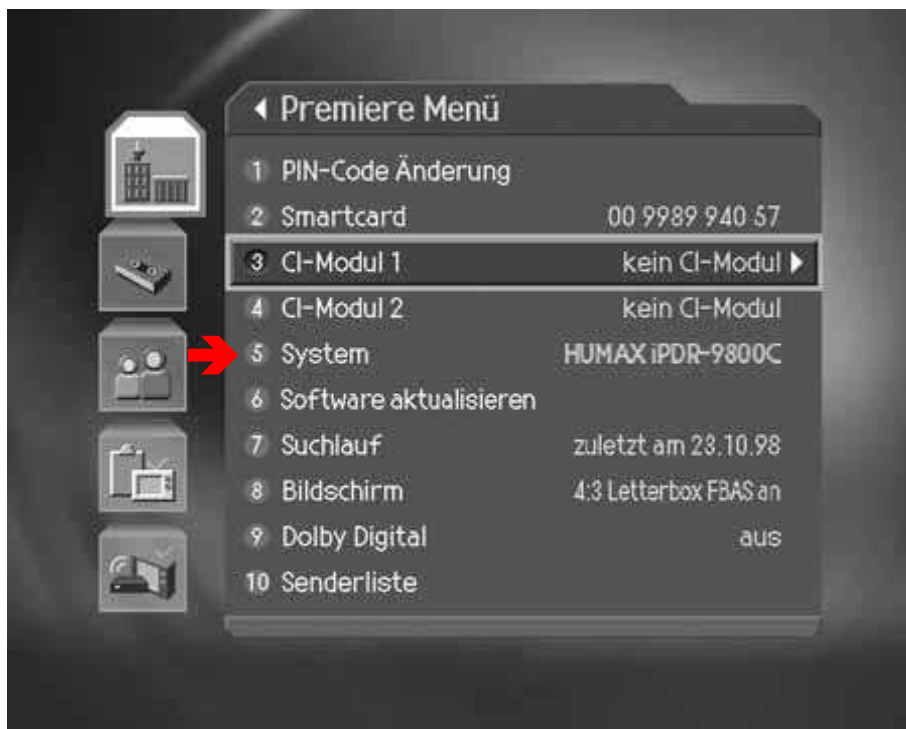 Premiere Menü
1 PIN-Code Änderung
2 Smartcard 00 9989 940 57
3 CI-Modul 1 kein CI-Modul
4 CI-Modul 2 kein CI-Modul
5 System HUMAX iPDR-9800C
6 Software aktualisieren
7 Suchlauf zuletzt am 23.10.98
8 Bildschirm 4:3 Letterbox FBAS an
9 Dolby Digital aus
10 Senderliste